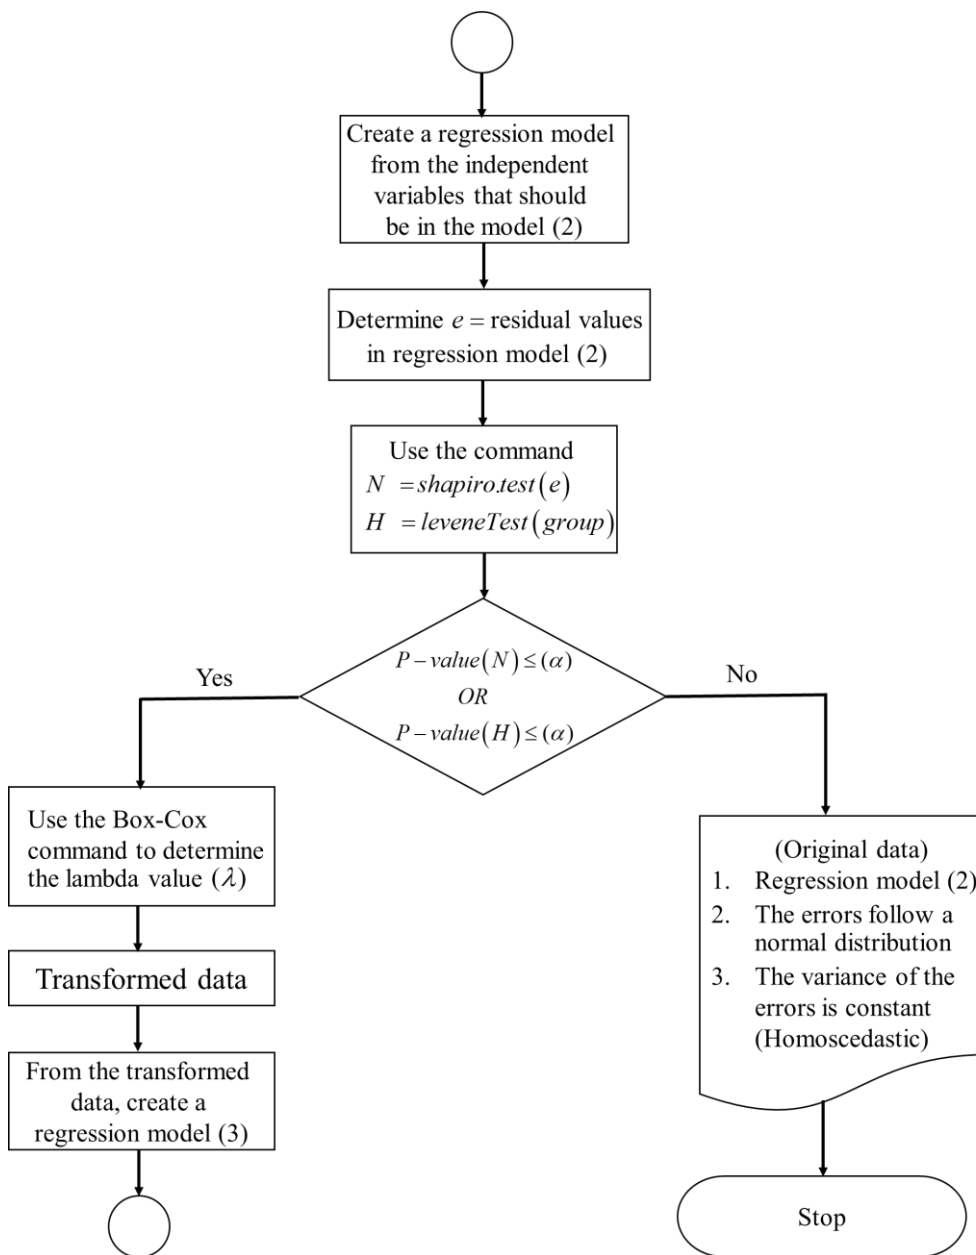 Create a regression model
from the independent
variables that should
be in the model (2)
Determine e = residual values
in regression model (2)
Use the command
N = shapiro.test(e)
H = leveneTest(group)
P − value(N) ≤ (α)
OR
P − value(H) ≤ (α)
Yes
No
Use the Box-Cox
command to determine
the lambda value (λ)
Transformed data
From the transformed
data, create a
regression model (3)
(Original data)
1. Regression model (2)
2. The errors follow a
normal distribution
3. The variance of the
errors is constant
(Homoscedastic)
Stop